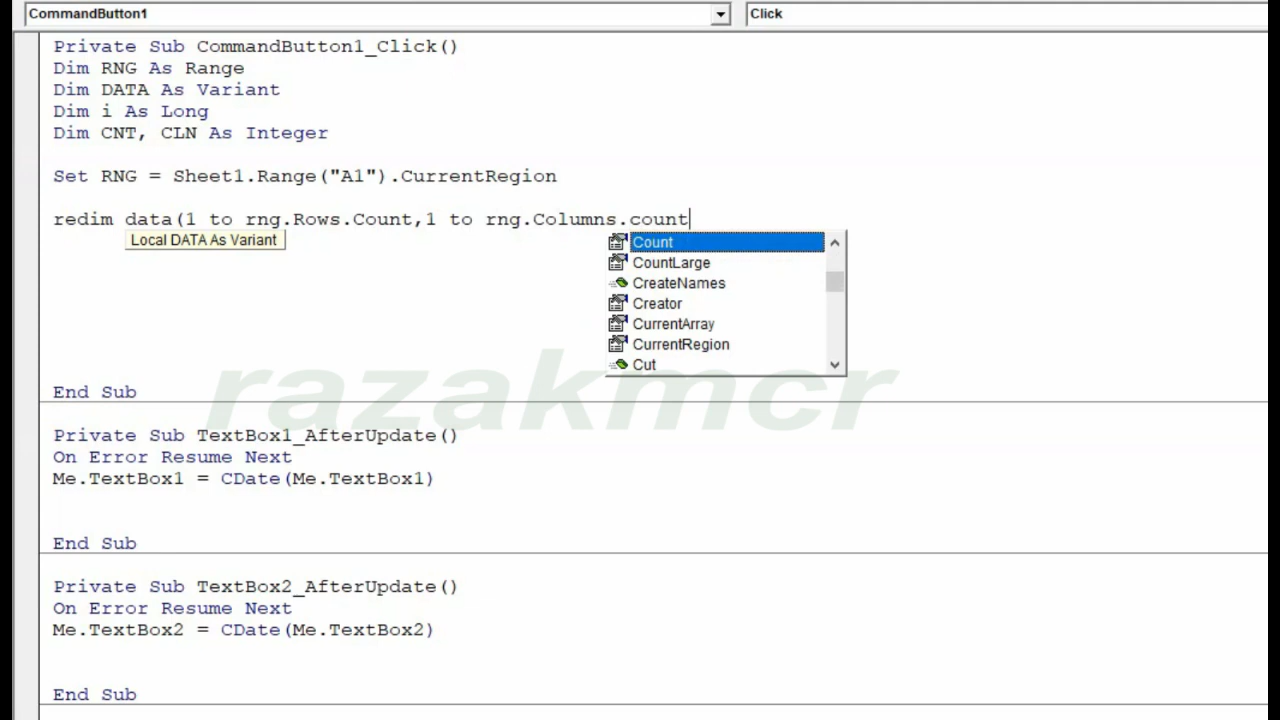 CommandButton1
Click
Private Sub CommandButton1_Click()
Dim RNG As Range
Dim DATA As Variant
Dim i As Long
Dim CNT, CLN As Integer
Set RNG = Sheet1.Range("A1").CurrentRegion
redim data(1 to rng.Rows.Count,1 to rng.Columns.count
Local DATA As Variant
Count
CountLarge
CreateNames
Creator
CurrentArray
CurrentRegion
Cut
End Sub
razakmcr
Private Sub TextBox1_AfterUpdate()
On Error Resume Next
Me.TextBox1 = CDate(Me.TextBox1)
End Sub
Private Sub TextBox2_AfterUpdate()
On Error Resume Next
Me.TextBox2 = CDate(Me.TextBox2)
End Sub